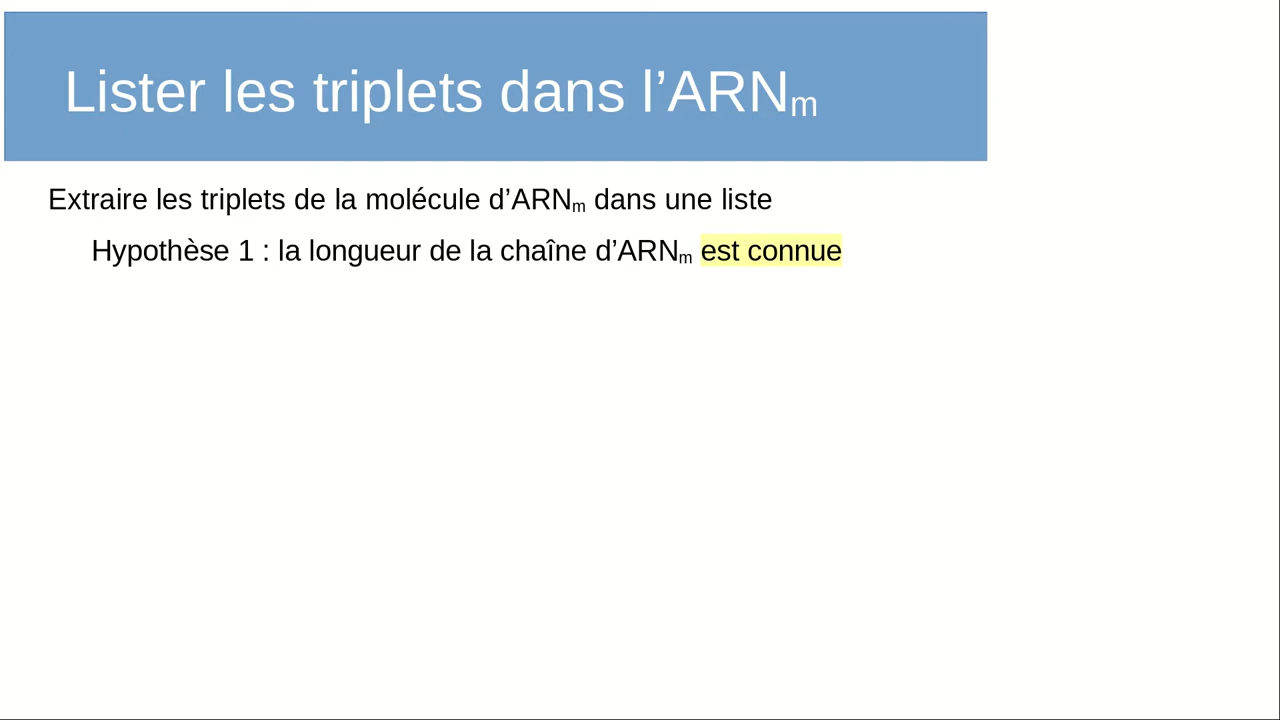 Lister les triplets dans l’ARNm
Extraire les triplets de la molécule d’ARNm dans une liste
Hypothèse 1 : la longueur de la chaîne d’ARNm est connue